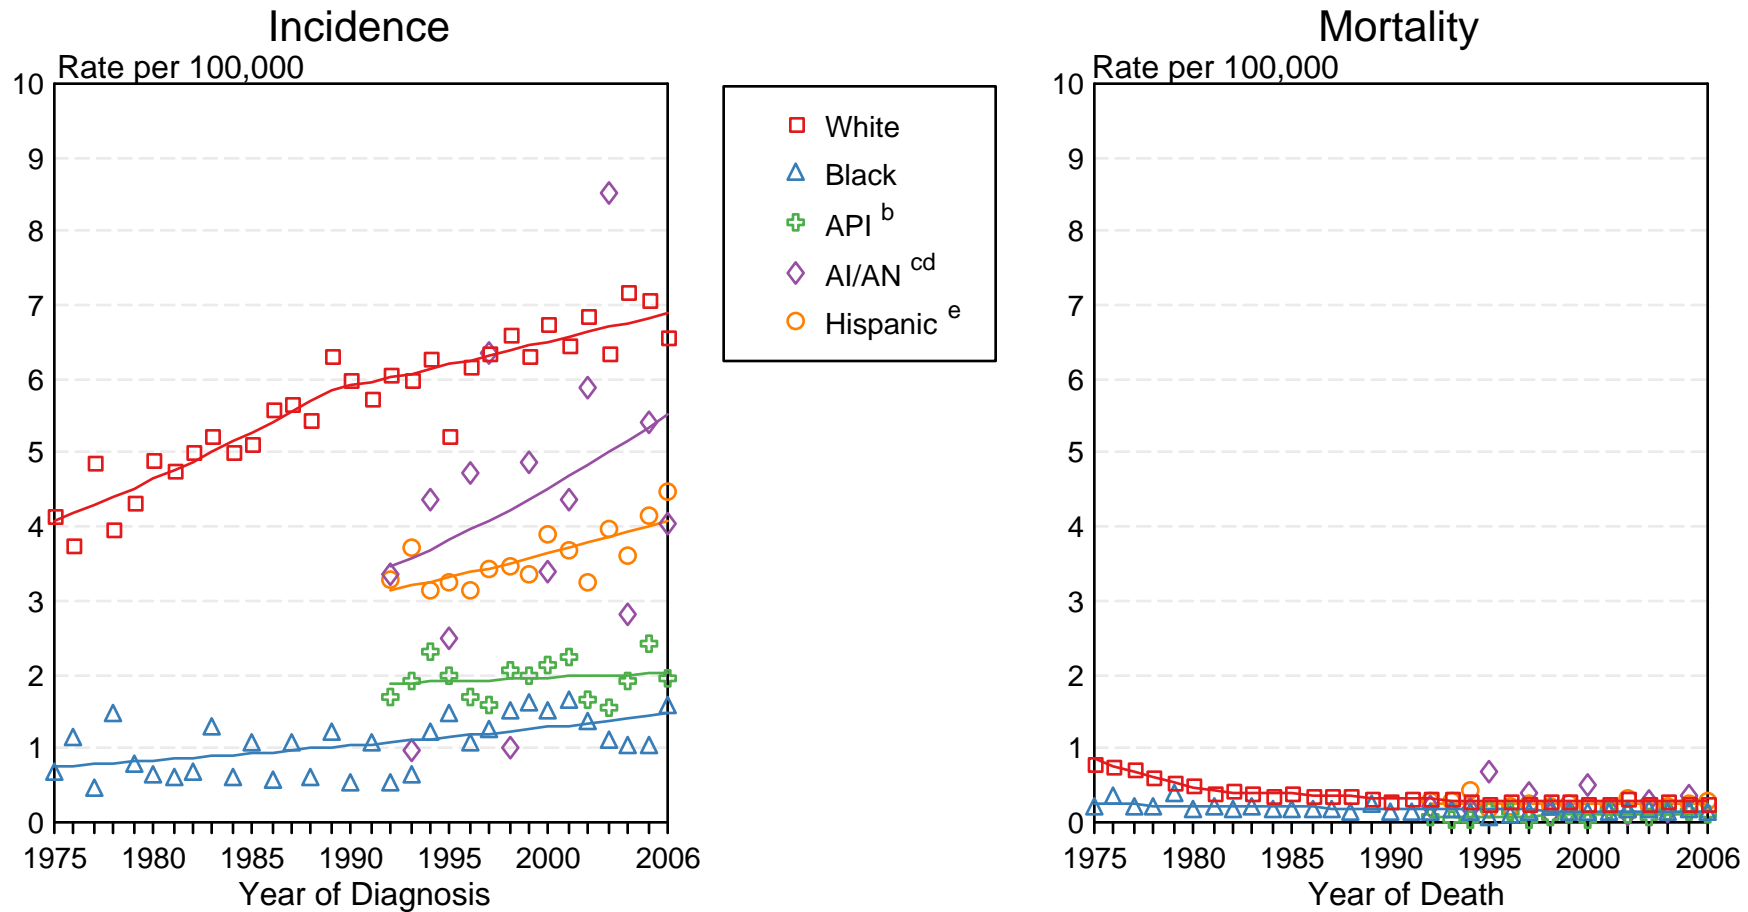 Incidence
Rate per 100,000
10
9
8
7
6
5
4
3
2
1
0
1975 1980 1985 1990 1995 2000 2006
Year of Diagnosis
White
Black
API b
AI/AN cd
Hispanic e
Mortality
Rate per 100,000
10
9
8
7
6
5
4
3
2
1
0
1975 1980 1985 1990 1995 2000 2006
Year of Death